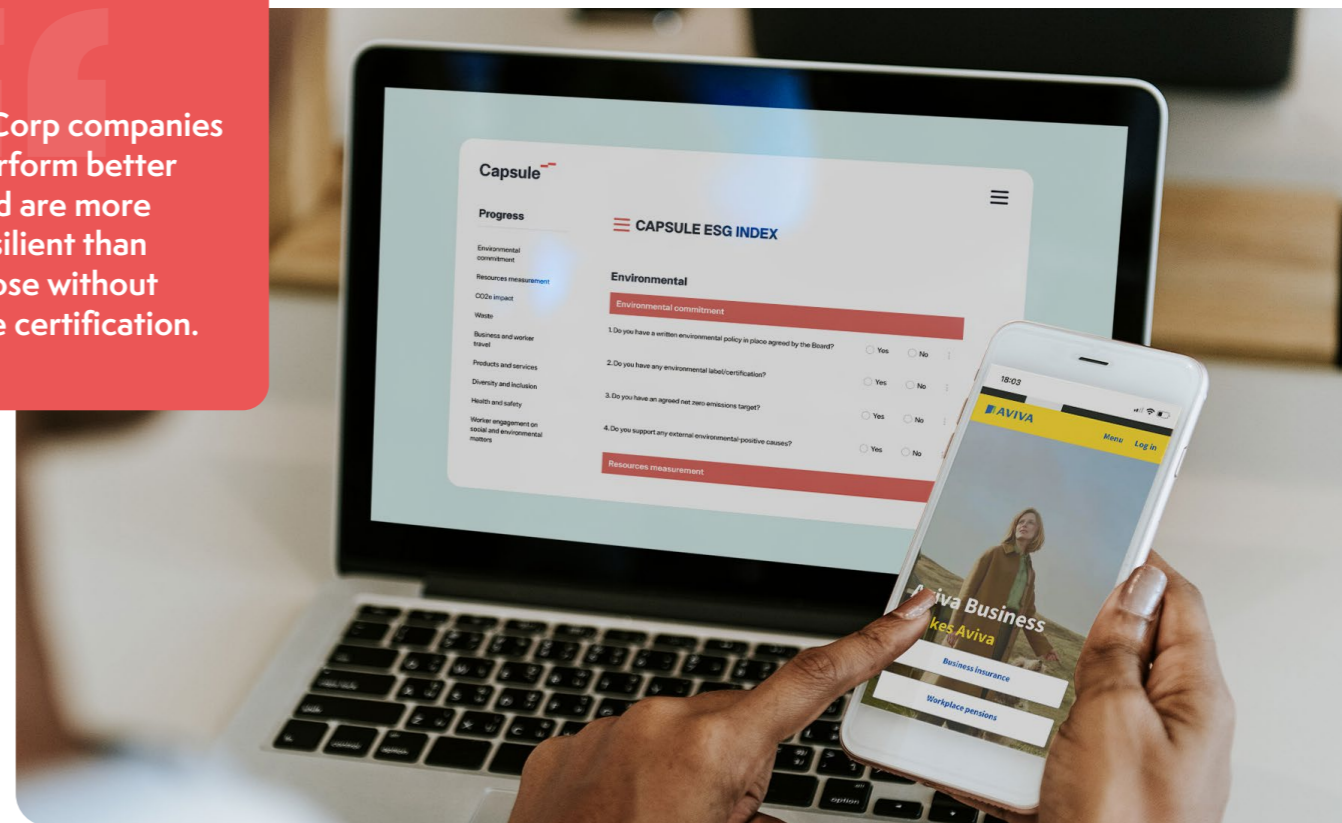 Corp companies
rform better
d are more
silient than
ose without
e certification.
Capsule
Progress
Environmental
commitment
Resources measurement
CO2e impact
Waste
Business and worker
travel
Products and services
Diversity and inclusion
Health and safety
Worker engagement on
social and environmental
matters
CAPSULE ESG INDEX
Environmental
Environmental commitment
1. Do you have a written environmental policy in place agreed by the Board? Yes No
2. Do you have any environmental label/certification? Yes No
3. Do you have an agreed net zero emissions target? Yes No
4. Do you support any external environmental-positive causes? Yes No
Resources measurement
18:03
AVIVA
Menu Log in
Aviva Business
kes Aviva
Business insurance
Workplace pensions
option